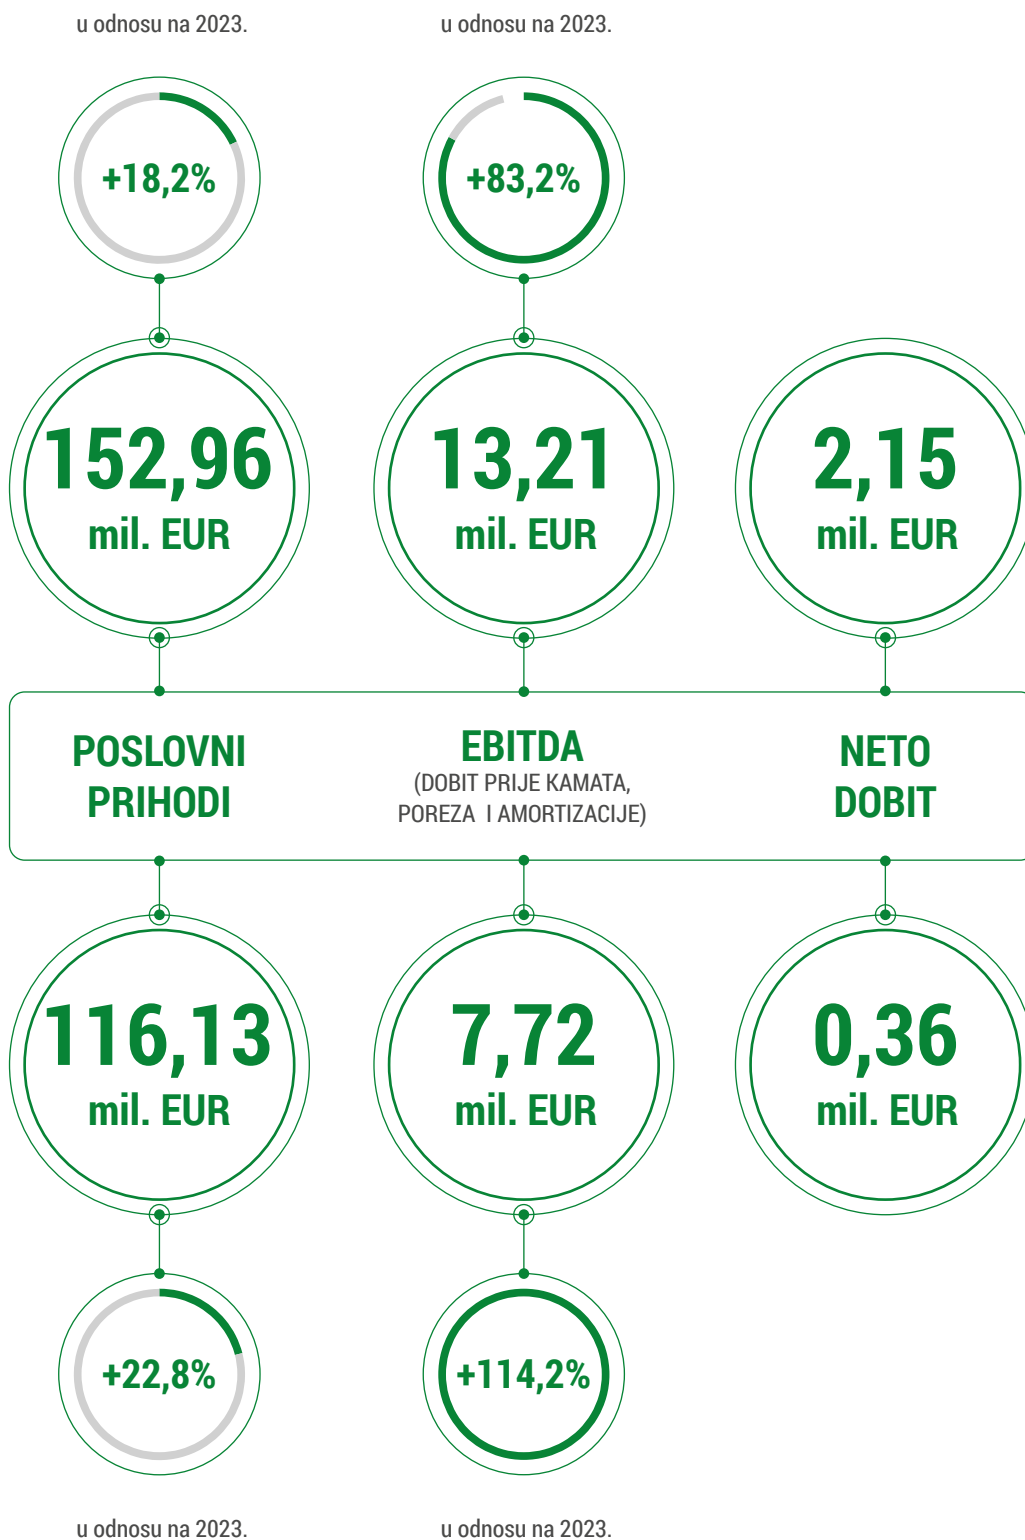 u odnosu na 2023.
u odnosu na 2023.
+18,2%
+83,2%
152,96
mil. EUR
13,21
mil. EUR
2,15
mil. EUR
POSLOVNI
PRIHODI
EBITDA
(DOBIT PRIJE KAMATA,
POREZA I AMORTIZACIJE)
NETO
DOBIT
116,13
mil. EUR
7,72
mil. EUR
0,36
mil. EUR
+22,8%
+114,2%
u odnosu na 2023.
u odnosu na 2023.